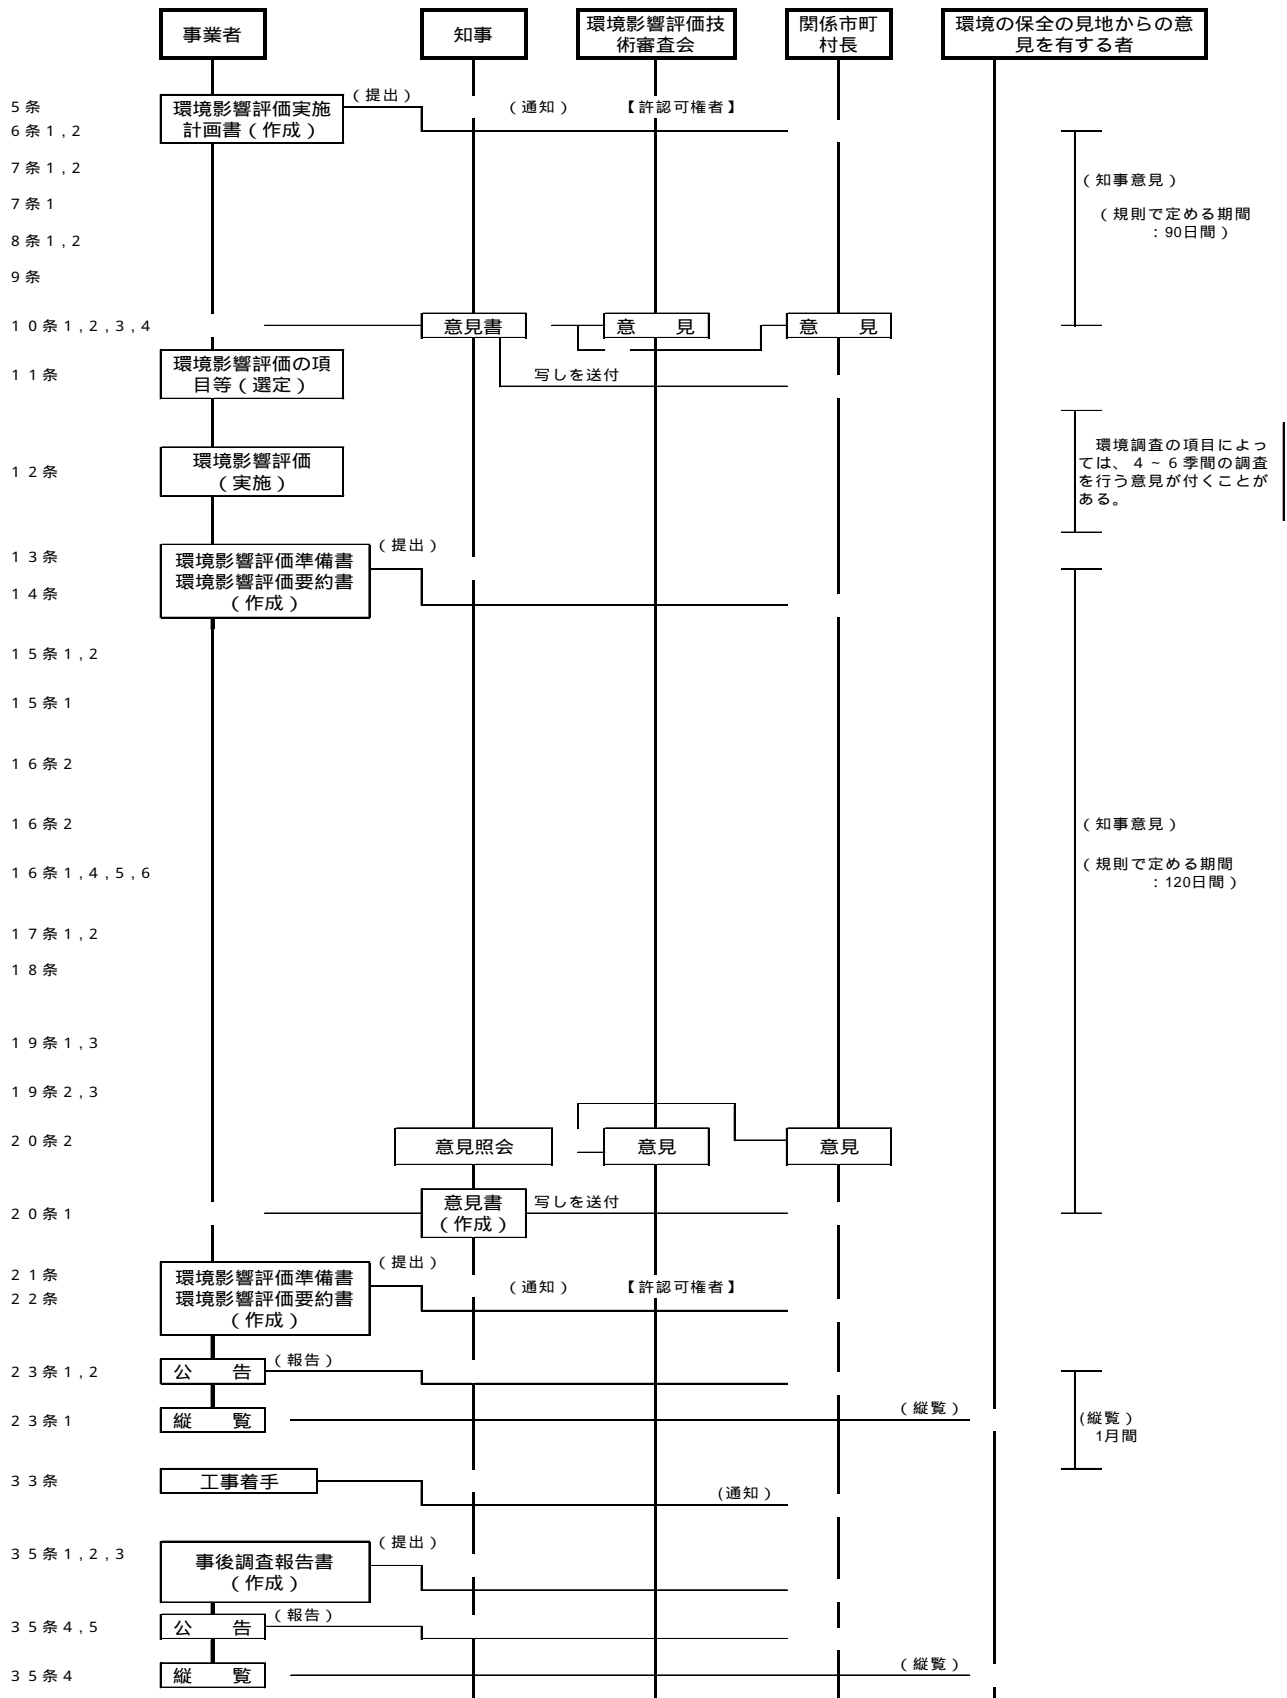 事業者
知事
環境影響評価技
術審査会
関係市町
村長
環境の保全の見地からの意
見を有する者
5条
6条1,2
環境影響評価実施
計画書（作成）
（提出）
（通知）
【許認可権者】
7条1,2
7条1
8条1,2
9条
（知事意見）
（規則で定める期間
：90日間）
10条1,2,3,4
意見書
意　見
意　見
11条
環境影響評価の項
目等（選定）
写しを送付
12条
環境影響評価
（実施）
環境調査の項目によっ
ては、4～6季間の調査
を行う意見が付くことが
ある。
13条
14条
環境影響評価準備書
環境影響評価要約書
（作成）
（提出）
15条1,2
15条1
16条2
16条2
（知事意見）
16条1,4,5,6
（規則で定める期間
：120日間）
17条1,2
18条
19条1,3
19条2,3
20条2
意見照会
意見
意見
20条1
意見書
（作成）
写しを送付
21条
22条
環境影響評価準備書
環境影響評価要約書
（作成）
（提出）
（通知）
【許認可権者】
23条1,2
公　告
（報告）
23条1
縦　覧
（縦覧）
(縦覧）
1月間
33条
工事着手
(通知）
35条1,2,3
事後調査報告書
（作成）
（提出）
35条4,5
公　告
（報告）
35条4
縦　覧
（縦覧）